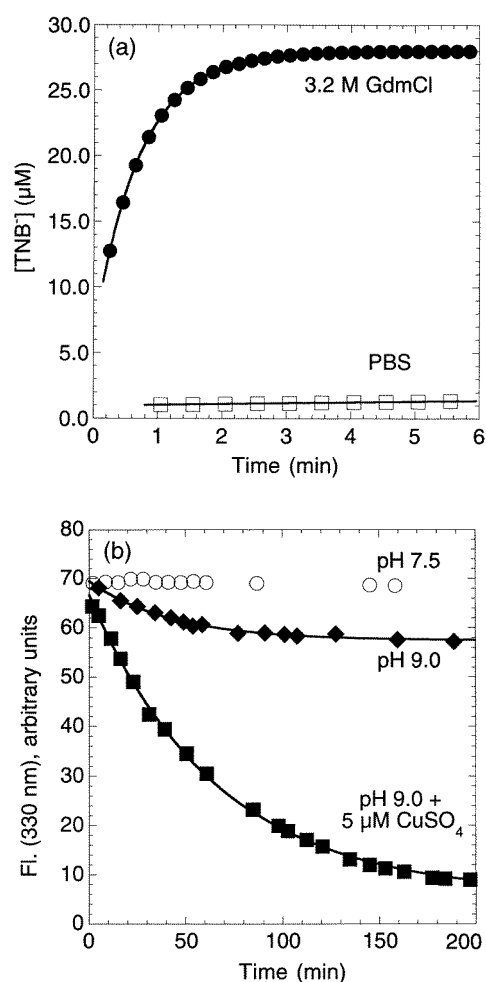 (a)
30.0
25.0
20.0
15.0
10.0
5.0
0.0
[TNB⁻] (µM)
3.2 M GdmCl
PBS
0 1 2 3 4 5 6
Time (min)
(b)
80
70
60
50
40
30
20
10
0
Fl. (330 nm), arbitrary units
pH 7.5
pH 9.0
pH 9.0 +
5 µM CuSO₄
0 50 100 150 200
Time (min)